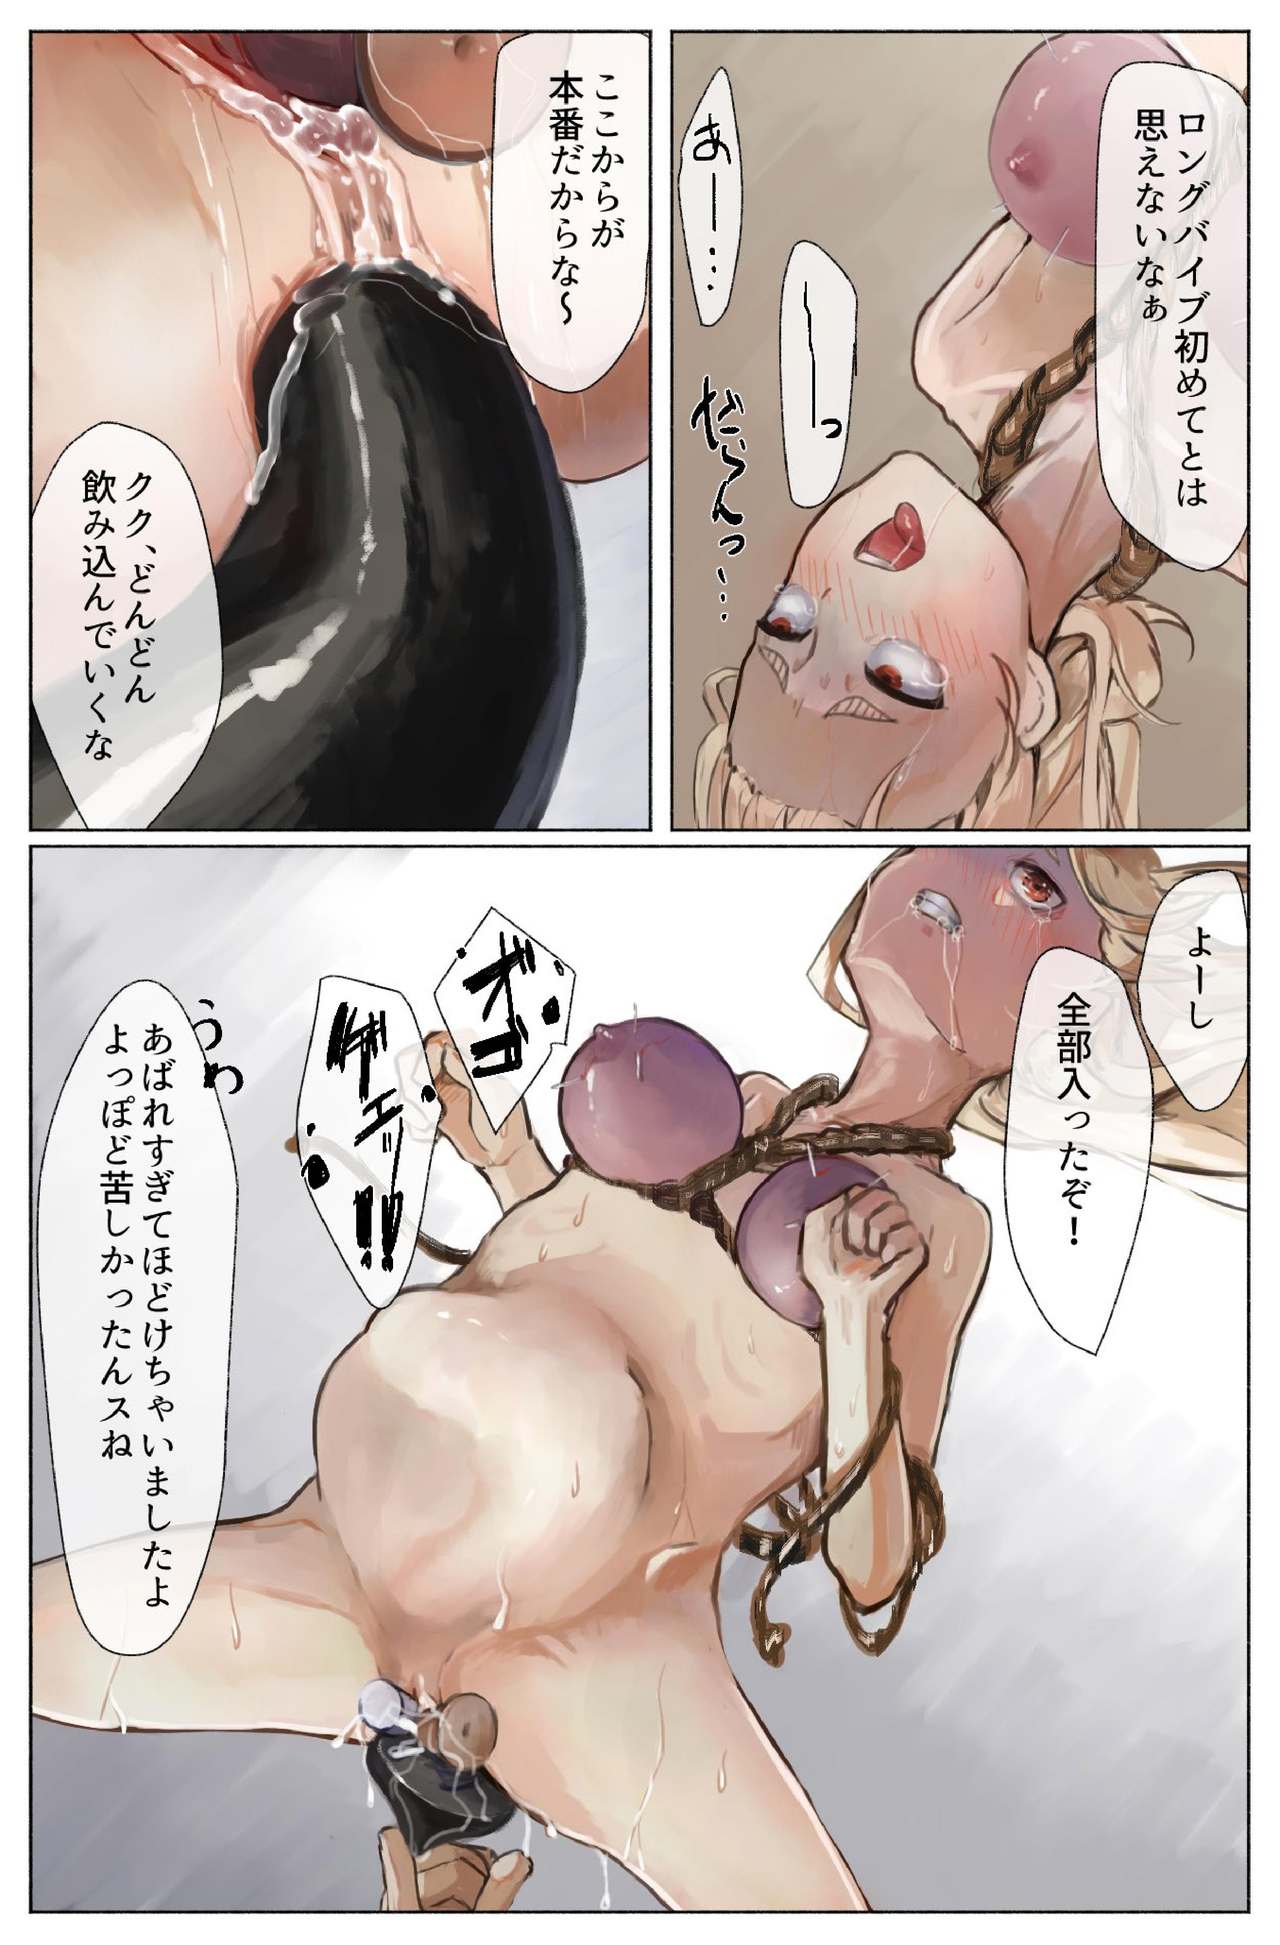 ロングバイブ初めてとは
思えないなぁ
あー…
ーーっ
だらんっ…
ここからが
本番だからな～
クク、どんどん
飲み込んでいくな
よーし
全部入ったぞ！
ボゴ
グェ!!
うわ
あばれすぎてほどけちゃいましたよ
よっぽど苦しかったんスね